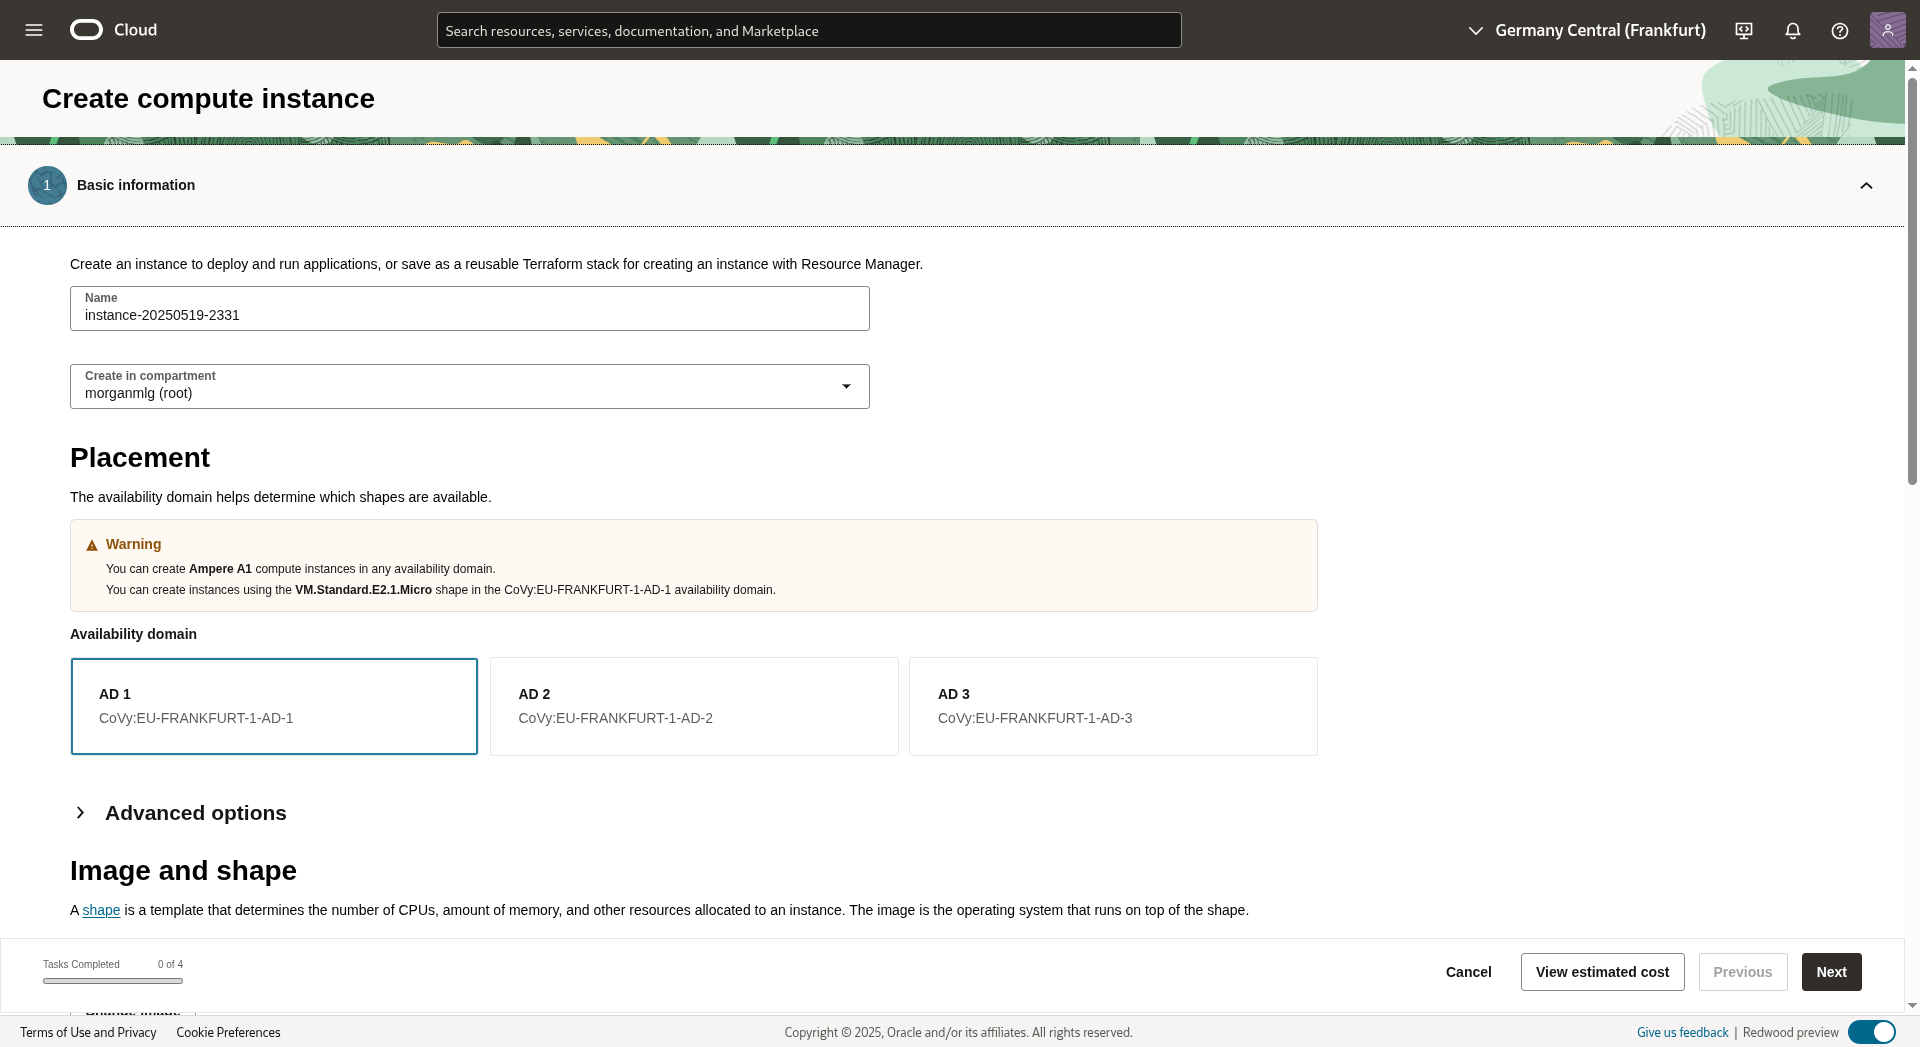 Cloud
Search resources, services, documentation, and Marketplace
Germany Central (Frankfurt)
Create compute instance
1
Basic information
Create an instance to deploy and run applications, or save as a reusable Terraform stack for creating an instance with Resource Manager.
Name
instance-20250519-2331
Create in compartment
morganmlg (root)
Placement
The availability domain helps determine which shapes are available.
Warning
You can create Ampere A1 compute instances in any availability domain.
You can create instances using the VM.Standard.E2.1.Micro shape in the CoVy:EU-FRANKFURT-1-AD-1 availability domain.
Availability domain
AD 1
CoVy:EU-FRANKFURT-1-AD-1
AD 2
CoVy:EU-FRANKFURT-1-AD-2
AD 3
CoVy:EU-FRANKFURT-1-AD-3
Advanced options
Image and shape
A shape is a template that determines the number of CPUs, amount of memory, and other resources allocated to an instance. The image is the operating system that runs on top of the shape.
Tasks Completed 0 of 4
Cancel
View estimated cost
Previous
Next
Terms of Use and Privacy
Cookie Preferences
Copyright © 2025, Oracle and/or its affiliates. All rights reserved.
Give us feedback | Redwood preview